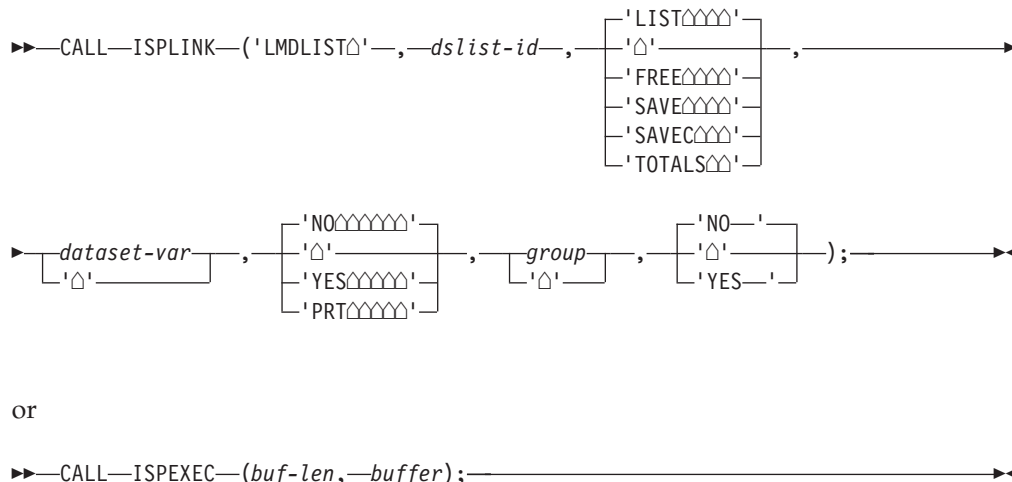 'LIST⌂⌂⌂⌂'
▶▶—CALL—ISPLINK—('LMDLIST⌂'—,—dslist-id—,—'⌂'—,—▶
'FREE⌂⌂⌂⌂'
'SAVE⌂⌂⌂⌂'
'SAVEC⌂⌂⌂'
'TOTALS⌂⌂'
'NO⌂⌂⌂⌂⌂⌂' 'NO—'
▶—dataset-var—,—'⌂'—,—group—,—'⌂'—);—▶◀
'⌂' 'YES⌂⌂⌂⌂⌂' '⌂' 'YES—'
'PRT⌂⌂⌂⌂⌂'
or
▶▶—CALL—ISPEXEC—(buf-len,—buffer);—▶◀